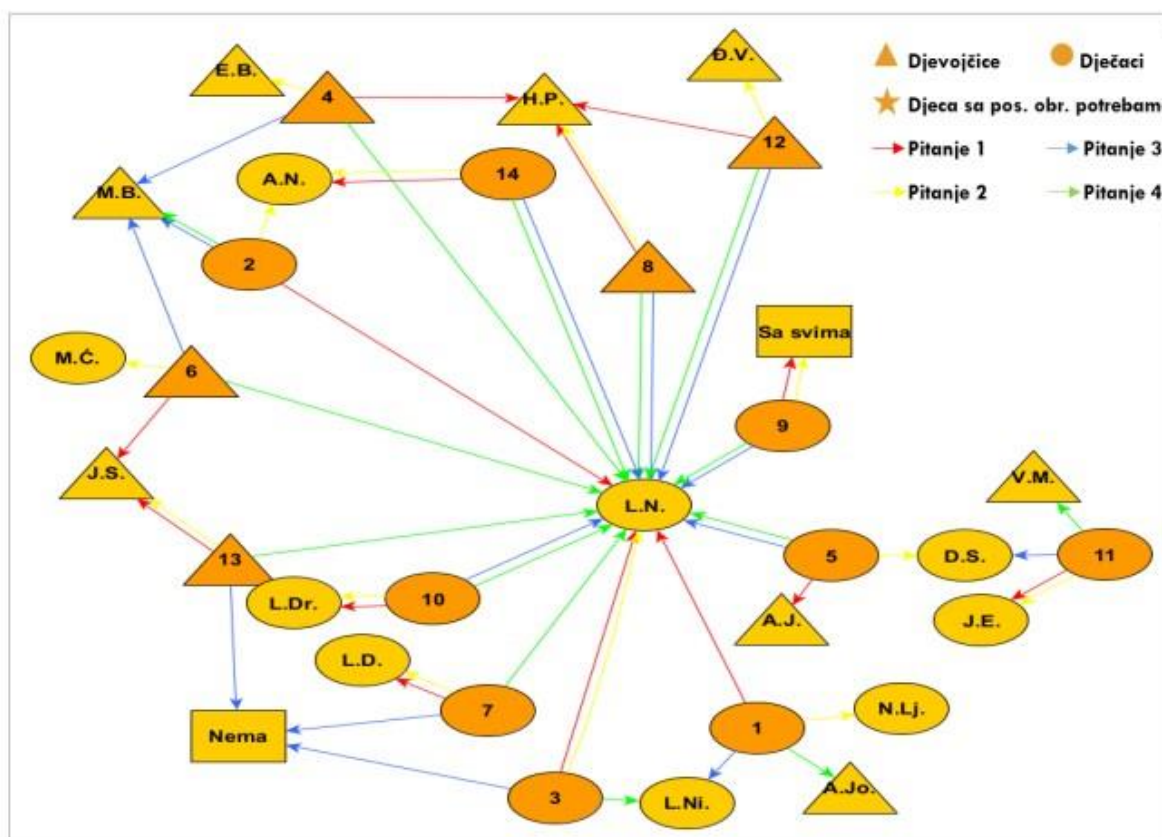 Djevojčice
Dječaci
Djeca sa pos. obr. potrebam
Pitanje 1
Pitanje 3
Pitanje 2
Pitanje 4
E.B.
4
H.P.
Đ.V.
12
A.N.
14
M.B.
2
8
Sa svima
M.Ć.
6
9
J.S.
V.M.
L.N.
13
5
D.S.
11
L.Dr.
10
A.J.
J.E.
L.D.
7
N.Lj.
Nema
1
3
L.Ni.
A.Jo.